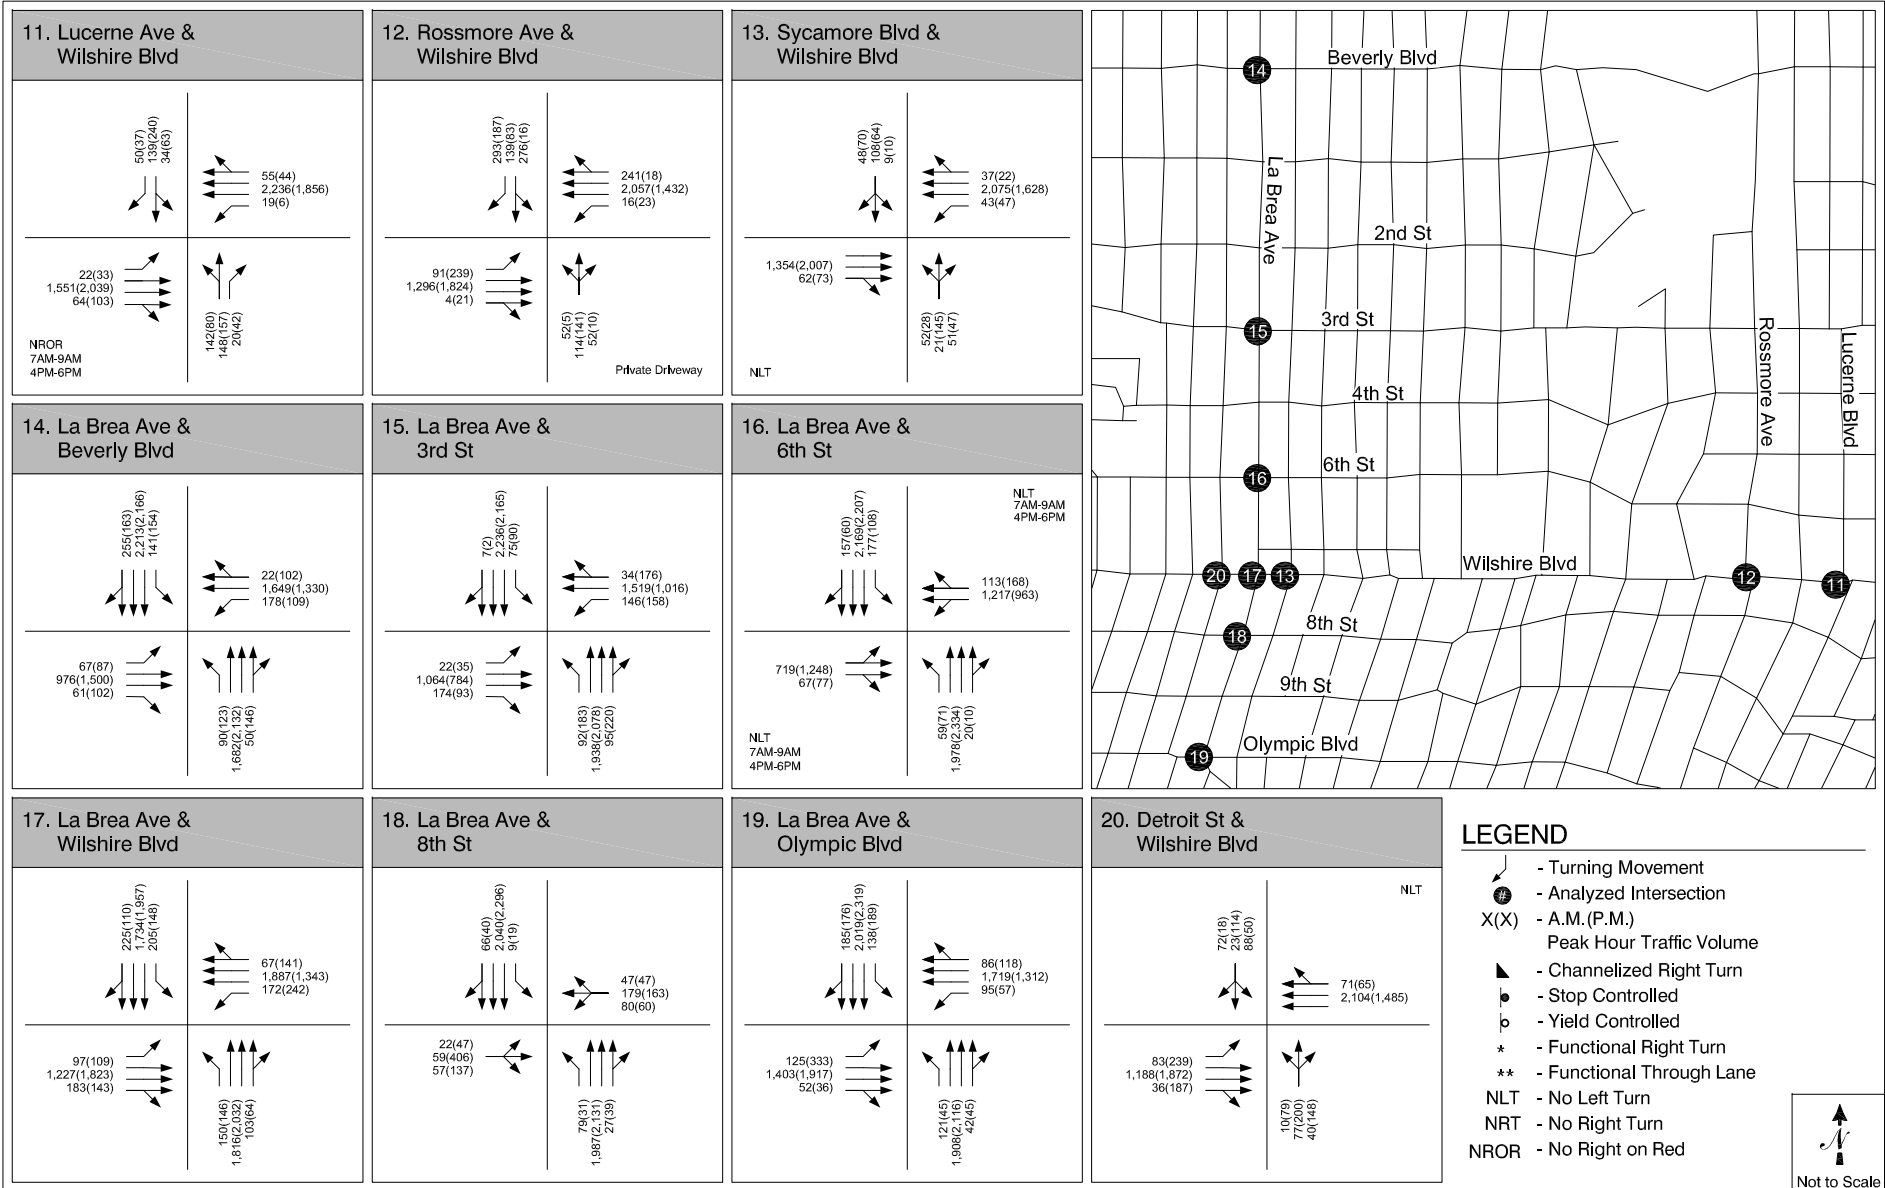 11. Lucerne Ave &
Wilshire Blvd
50(37)
139(240)
34(63)
55(44)
2,236(1,856)
19(6)
22(33)
1,551(2,039)
64(103)
142(80)
148(157)
20(42)
NROR
7AM-9AM
4PM-6PM
12. Rossmore Ave &
Wilshire Blvd
293(187)
139(83)
276(16)
241(18)
2,057(1,432)
16(23)
91(239)
1,296(1,824)
4(21)
52(5)
114(141)
52(10)
Private Driveway
13. Sycamore Blvd &
Wilshire Blvd
48(70)
108(64)
9(10)
37(22)
2,075(1,628)
43(47)
1,354(2,007)
62(73)
52(28)
21(145)
51(47)
NLT
14. La Brea Ave &
Beverly Blvd
255(163)
2,213(2,166)
141(154)
22(102)
1,649(1,330)
178(109)
67(87)
976(1,500)
61(102)
90(123)
1,682(2,132)
50(146)
15. La Brea Ave &
3rd St
7(2)
2,236(2,165)
75(90)
34(176)
1,519(1,016)
146(158)
22(35)
1,064(784)
174(93)
92(183)
1,938(2,078)
95(220)
16. La Brea Ave &
6th St
NLT
7AM-9AM
4PM-6PM
157(60)
2,169(2,207)
177(108)
113(168)
1,217(963)
719(1,248)
67(77)
59(71)
1,978(2,334)
20(10)
NLT
7AM-9AM
4PM-6PM
17. La Brea Ave &
Wilshire Blvd
225(110)
1,734(1,957)
205(148)
67(141)
1,887(1,343)
172(242)
97(109)
1,227(1,823)
183(143)
150(146)
1,816(2,032)
103(64)
18. La Brea Ave &
8th St
66(40)
2,040(2,296)
9(19)
47(47)
179(163)
80(60)
22(47)
59(406)
57(137)
79(31)
1,987(2,131)
27(39)
19. La Brea Ave &
Olympic Blvd
185(176)
2,019(2,319)
138(189)
86(118)
1,719(1,312)
95(57)
125(333)
1,403(1,917)
52(36)
121(45)
1,908(2,116)
42(45)
20. Detroit St &
Wilshire Blvd
NLT
72(18)
23(114)
88(50)
71(65)
2,104(1,485)
83(239)
1,188(1,872)
36(187)
10(79)
77(200)
40(148)
14
Beverly Blvd
La Brea Ave
2nd St
15
3rd St
Rossmore Ave
Lucerne Blvd
4th St
16
6th St
Wilshire Blvd
20
17
13
12
11
18
8th St
9th St
19
Olympic Blvd
LEGEND
- Turning Movement
# - Analyzed Intersection
X(X) - A.M.(P.M.)
Peak Hour Traffic Volume
- Channelized Right Turn
- Stop Controlled
- Yield Controlled
* - Functional Right Turn
** - Functional Through Lane
NLT - No Left Turn
NRT - No Right Turn
NROR - No Right on Red
N
Not to Scale